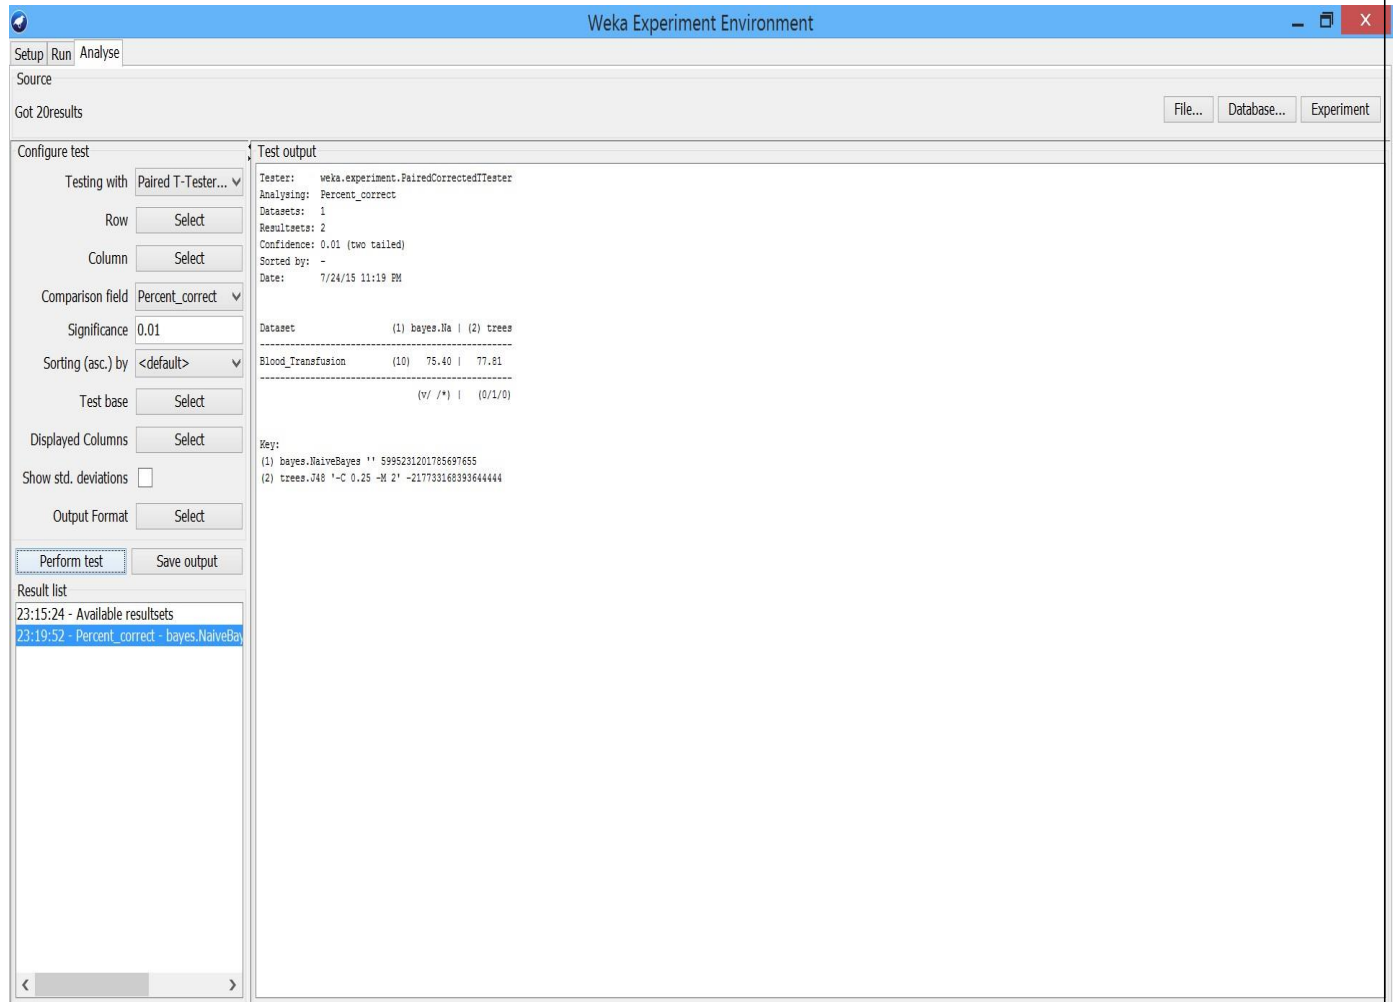 Weka Experiment Environment
Setup Run Analyse
Source
Got 20results
File... Database... Experiment
Configure test
Testing with Paired T-Tester...
Row Select
Column Select
Comparison field Percent_correct
Significance 0.01
Sorting (asc.) by <default>
Test base Select
Displayed Columns Select
Show std. deviations
Output Format Select
Perform test Save output
Result list
23:15:24 - Available resultsets
23:19:52 - Percent_correct - bayes.NaiveBay
Test output
Tester: weka.experiment.PairedCorrectedTTester
Analysing: Percent_correct
Datasets: 1
Resultsets: 2
Confidence: 0.01 (two tailed)
Sorted by: -
Date: 7/24/15 11:19 PM
Dataset (1) bayes.Na | (2) trees
--------------------------------------------------
Blood_Transfusion (10) 75.40 | 77.81
--------------------------------------------------
(v/ /*) | (0/1/0)
Key:
(1) bayes.NaiveBayes '' 5995231201785697655
(2) trees.J48 '-C 0.25 -M 2' -217733168393644444